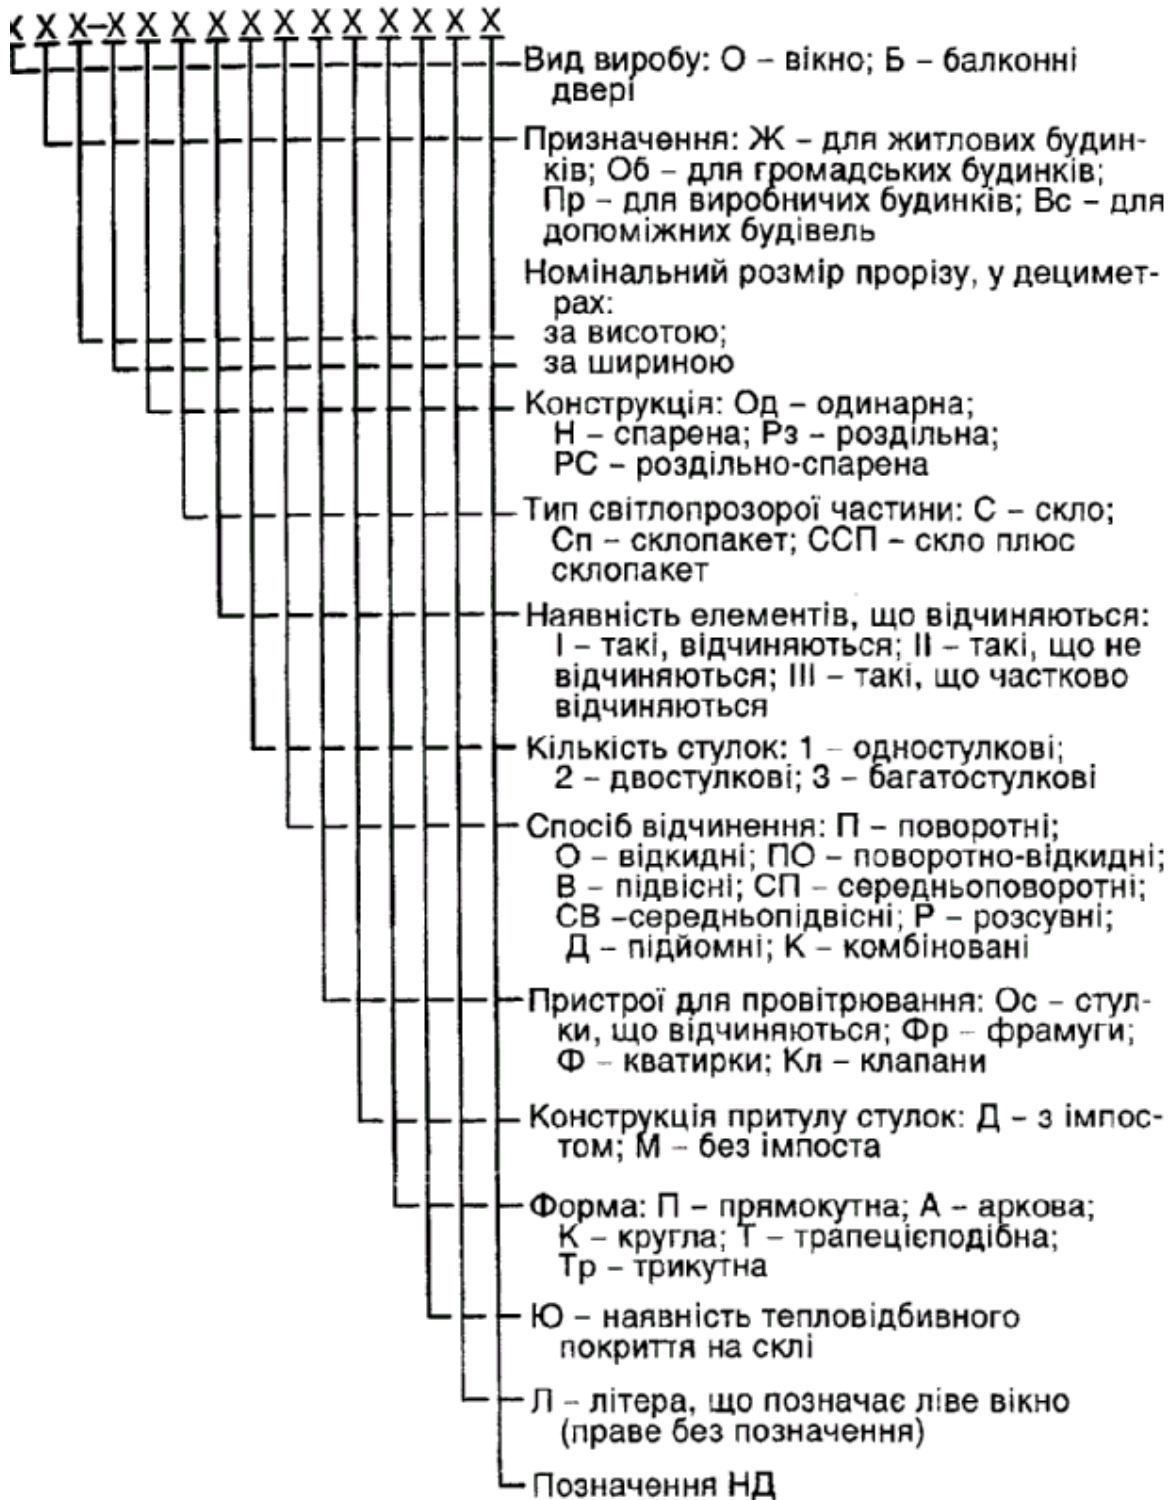 Х Х Х–Х Х Х Х Х Х Х Х Х Х Х Х
Вид виробу: О – вікно; Б – балконні
двері
Призначення: Ж – для житлових будин-
ків; Об – для громадських будинків;
Пр – для виробничих будинків; Вс – для
допоміжних будівель
Номінальний розмір прорізу, у децимет-
рах:
за висотою;
за шириною
Конструкція: Од – одинарна;
Н – спарена; Рз – роздільна;
РС – роздільно-спарена
Тип світлопрозорої частини: С – скло;
Сп – склопакет; ССП – скло плюс
склопакет
Наявність елементів, що відчиняються:
І – такі, відчиняються; ІІ – такі, що не
відчиняються; ІІІ – такі, що частково
відчиняються
Кількість стулок: 1 – одностулкові;
2 – двостулкові; 3 – багатостулкові
Спосіб відчинення: П – поворотні;
О – відкидні; ПО – поворотно-відкидні;
В – підвісні; СП – середньоповоротні;
СВ –середньопідвісні; Р – розсувні;
Д – підйомні; К – комбіновані
Пристрої для провітрювання: Ос – стул-
ки, що відчиняються; Фр – фрамуги;
Ф – кватирки; Кл – клапани
Конструкція притулу стулок: Д – з імпос-
том; М – без імпоста
Форма: П – прямокутна; А – аркова;
К – кругла; Т – трапецієподібна;
Тр – трикутна
Ю – наявність тепловідбивного
покриття на склі
Л – літера, що позначає ліве вікно
(праве без позначення)
Позначення НД